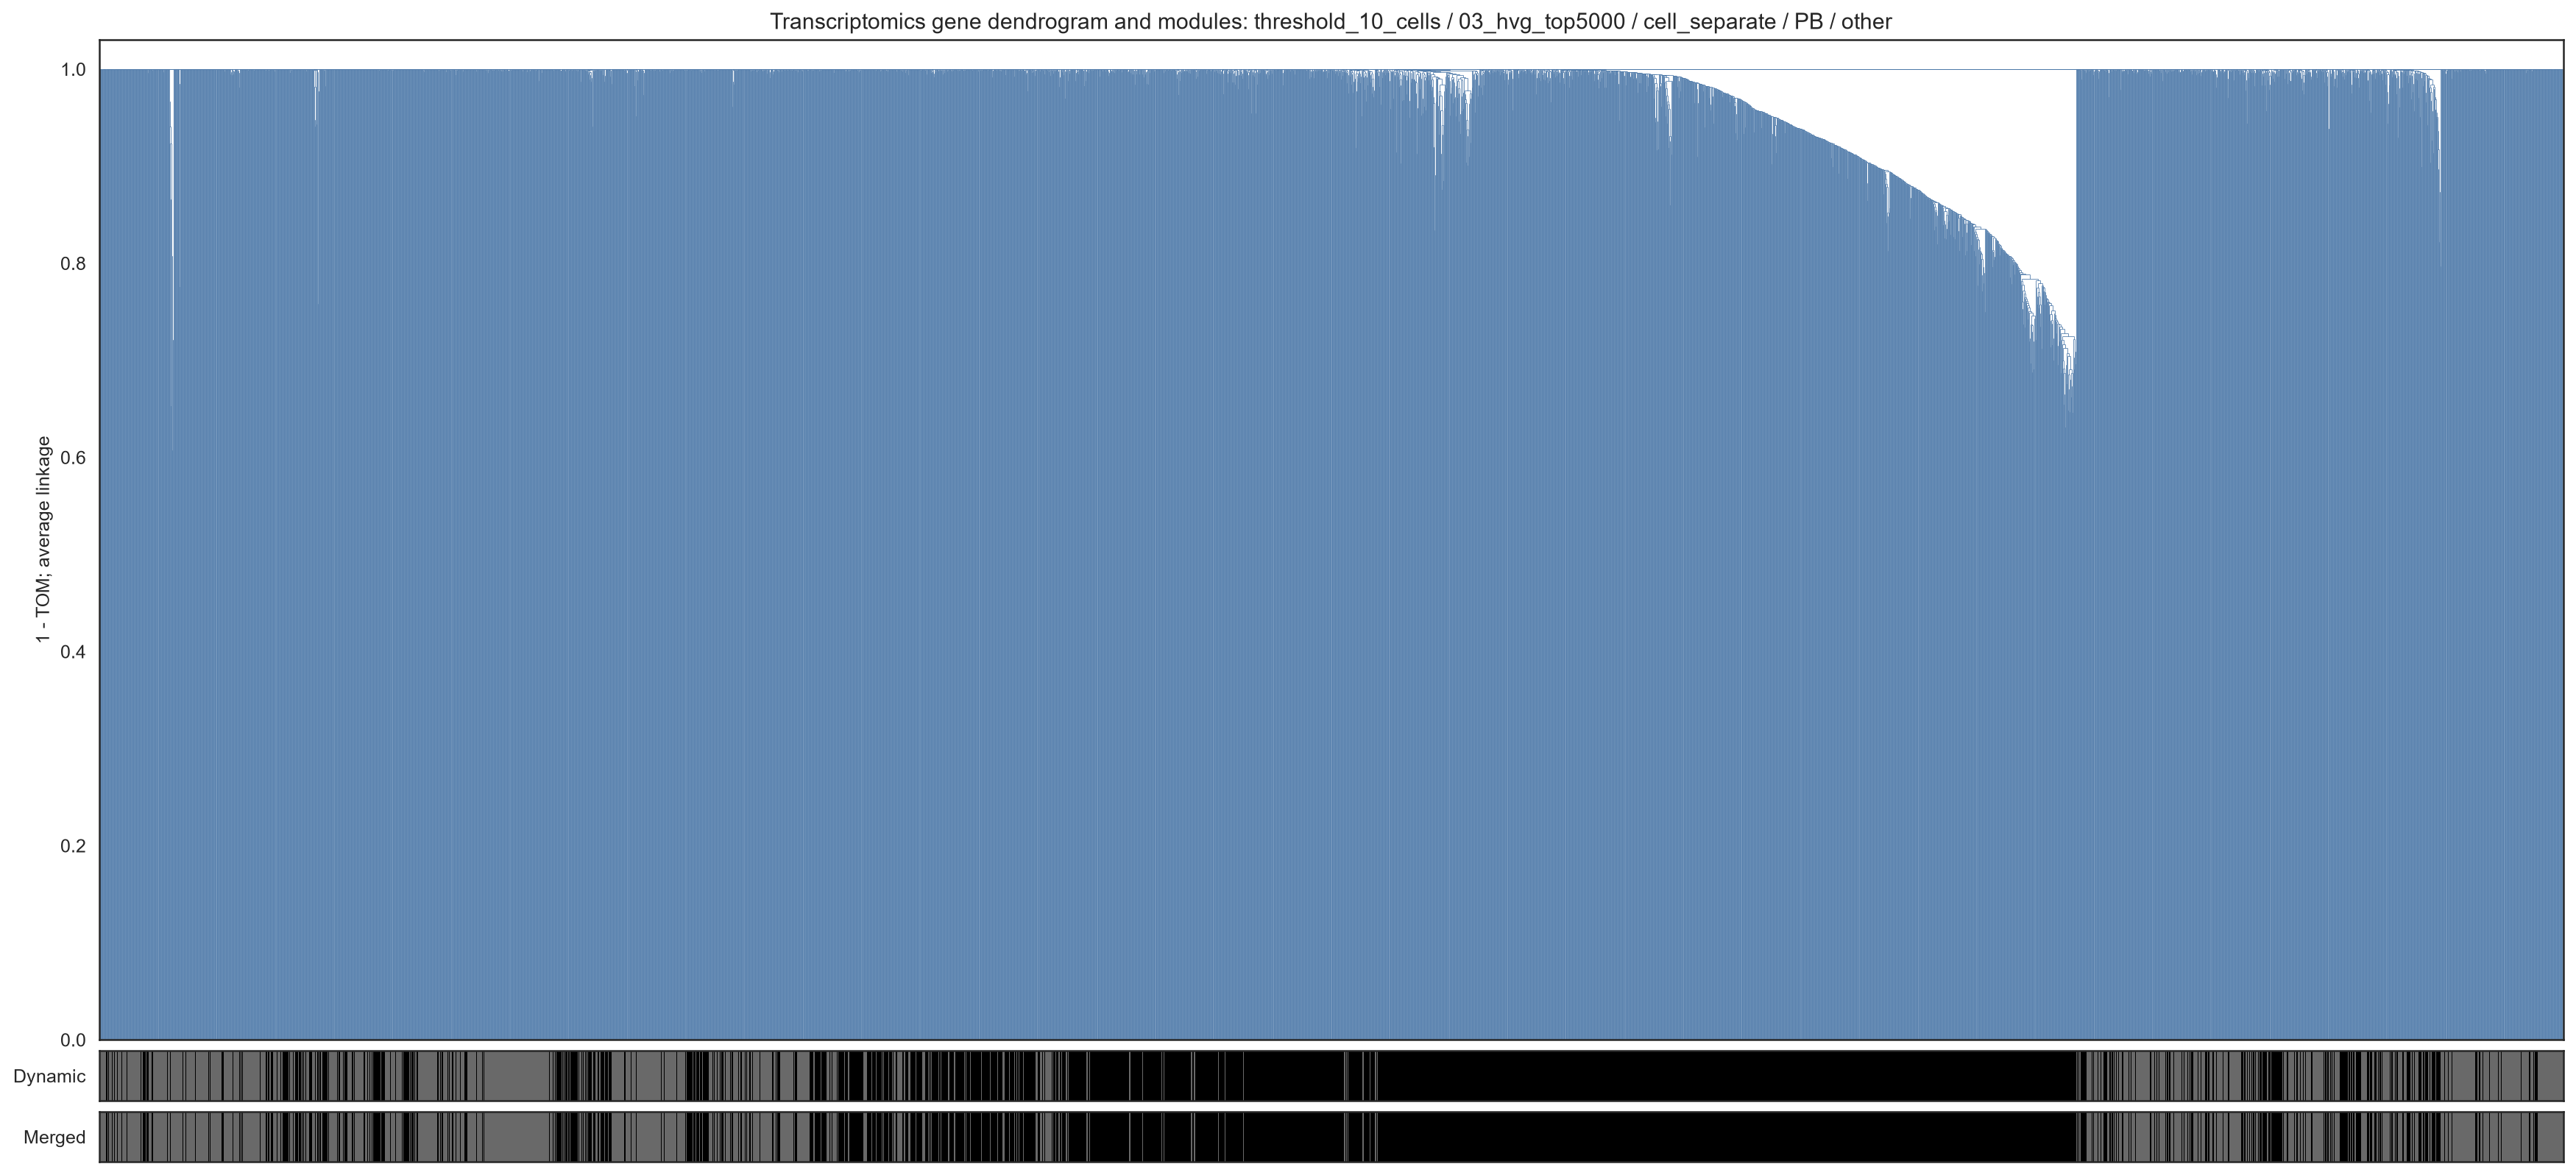 Transcriptomics gene dendrogram and modules: threshold_10_cells / 03_hvg_top5000 / cell_separate / PB / other
1.0
0.8
0.6
0.4
0.2
0.0
1 - TOM; average linkage
Dynamic
Merged